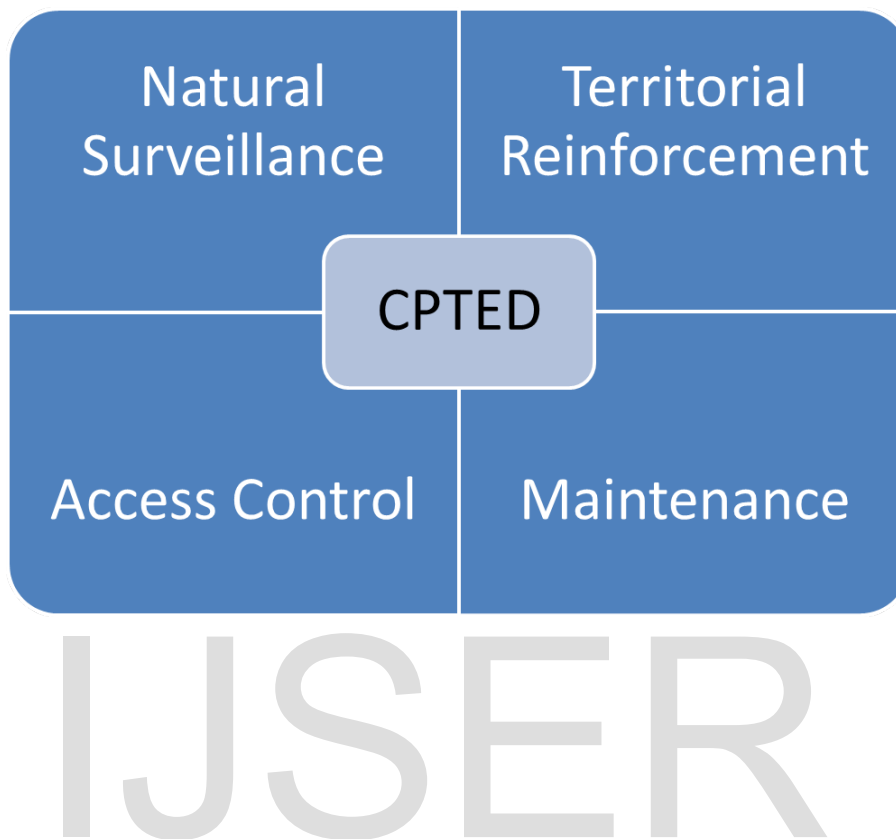 Natural
Surveillance
Territorial
Reinforcement
CPTED
Access Control
Maintenance
IJSER